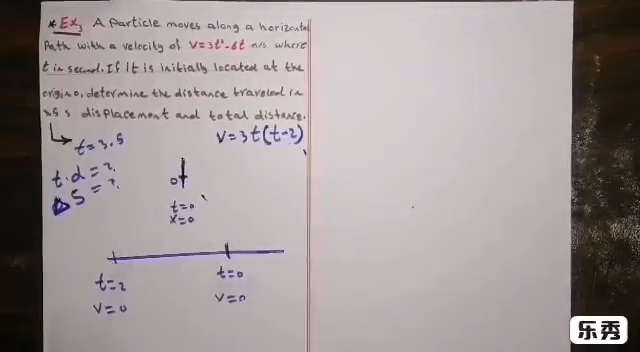 * Ex, A Particle moves along a horizontal
Path with a velocity of v=3t²-6t m/s where
t in second. If it is initially located at the
origin o, determine the distance traveled in
3.5 s displacement and total distance.
t=3.5
v=3t(t-2)
t.d=?
ΔS=?
0
t=0
x=0
t=2
t=0
v=0
v=0
乐秀